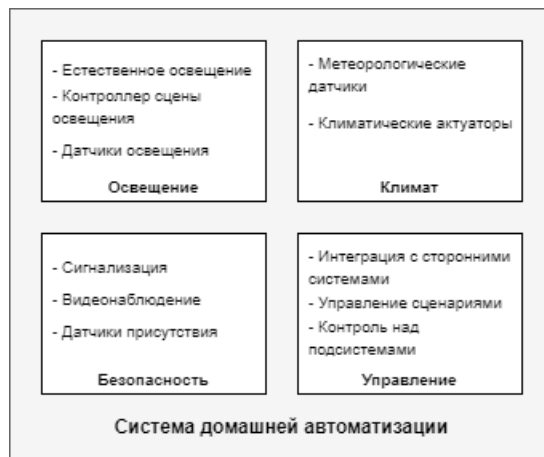 - Естественное освещение
- Контроллер сцены
освещения
- Датчики освещения
Освещение
- Метеорологические
датчики
- Климатические актуаторы
Климат
- Сигнализация
- Видеонаблюдение
- Датчики присутствия
Безопасность
- Интеграция с сторонними
системами
- Управление сценариями
- Контроль над
подсистемами
Управление
Система домашней автоматизации